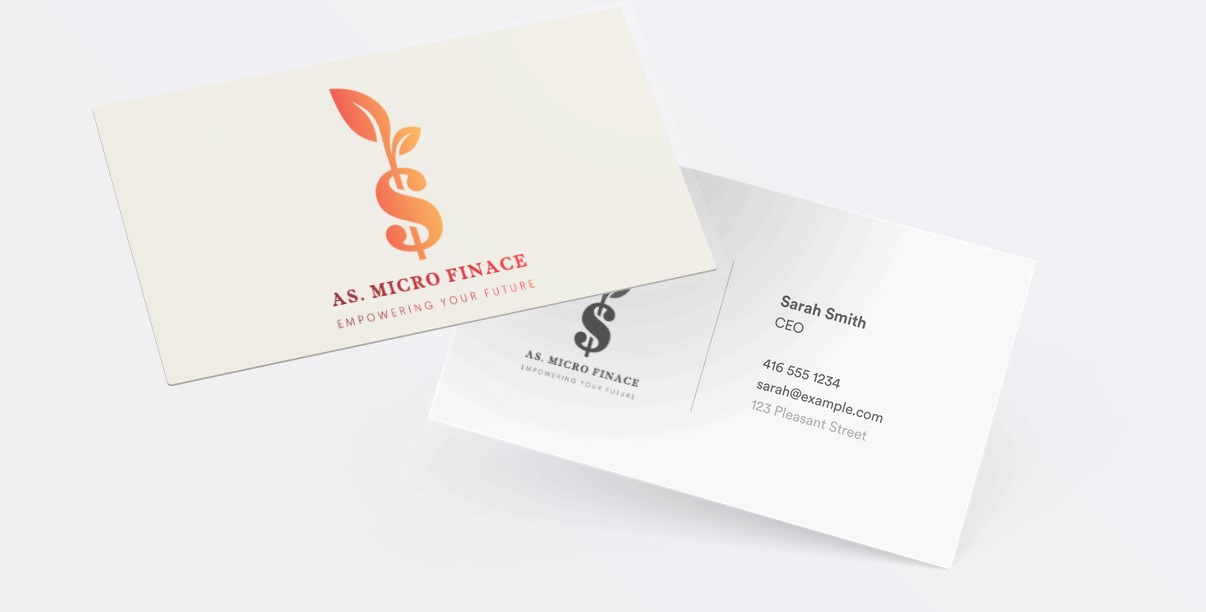 AS. MICRO FINACE
EMPOWERING YOUR FUTURE
AS. MICRO FINACE
EMPOWERING YOUR FUTURE
Sarah Smith
CEO
416 555 1234
sarah@example.com
123 Pleasant Street